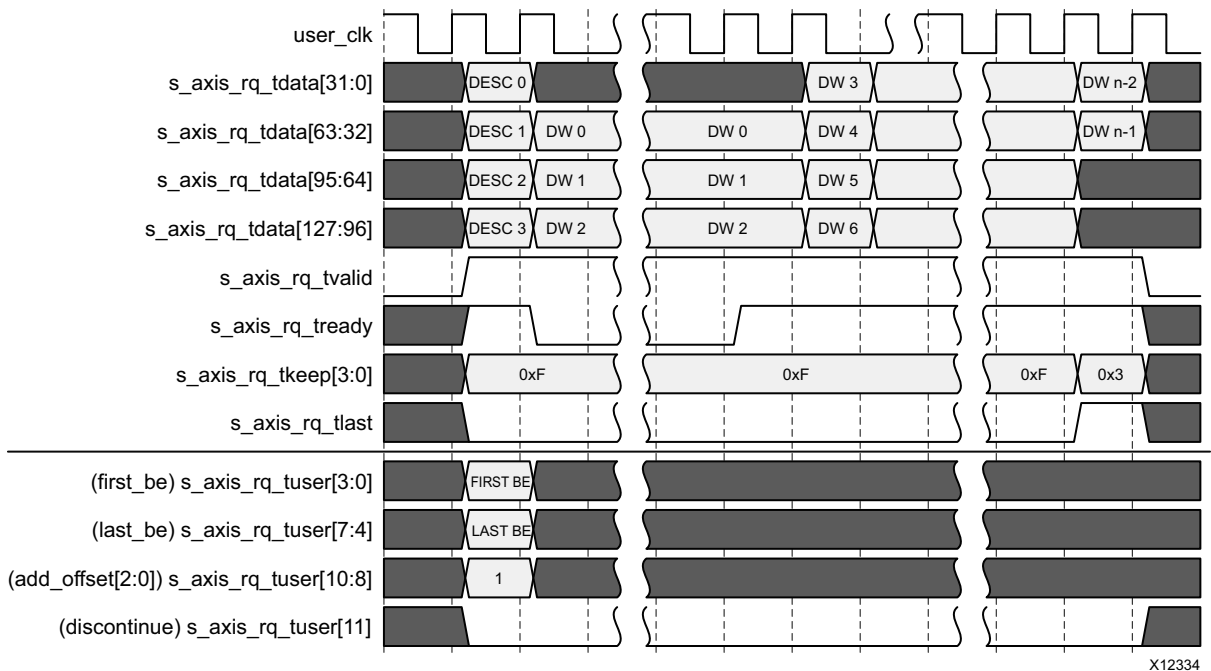 user_clk
s_axis_rq_tdata[31:0] DESC 0 DW 3 DW n-2
s_axis_rq_tdata[63:32] DESC 1 DW 0 DW 0 DW 4 DW n-1
s_axis_rq_tdata[95:64] DESC 2 DW 1 DW 1 DW 5
s_axis_rq_tdata[127:96] DESC 3 DW 2 DW 2 DW 6
s_axis_rq_tvalid
s_axis_rq_tready
s_axis_rq_tkeep[3:0] 0xF 0xF 0xF 0x3
s_axis_rq_tlast
(first_be) s_axis_rq_tuser[3:0] FIRST BE
(last_be) s_axis_rq_tuser[7:4] LAST BE
(add_offset[2:0]) s_axis_rq_tuser[10:8] 1
(discontinue) s_axis_rq_tuser[11]
X12334